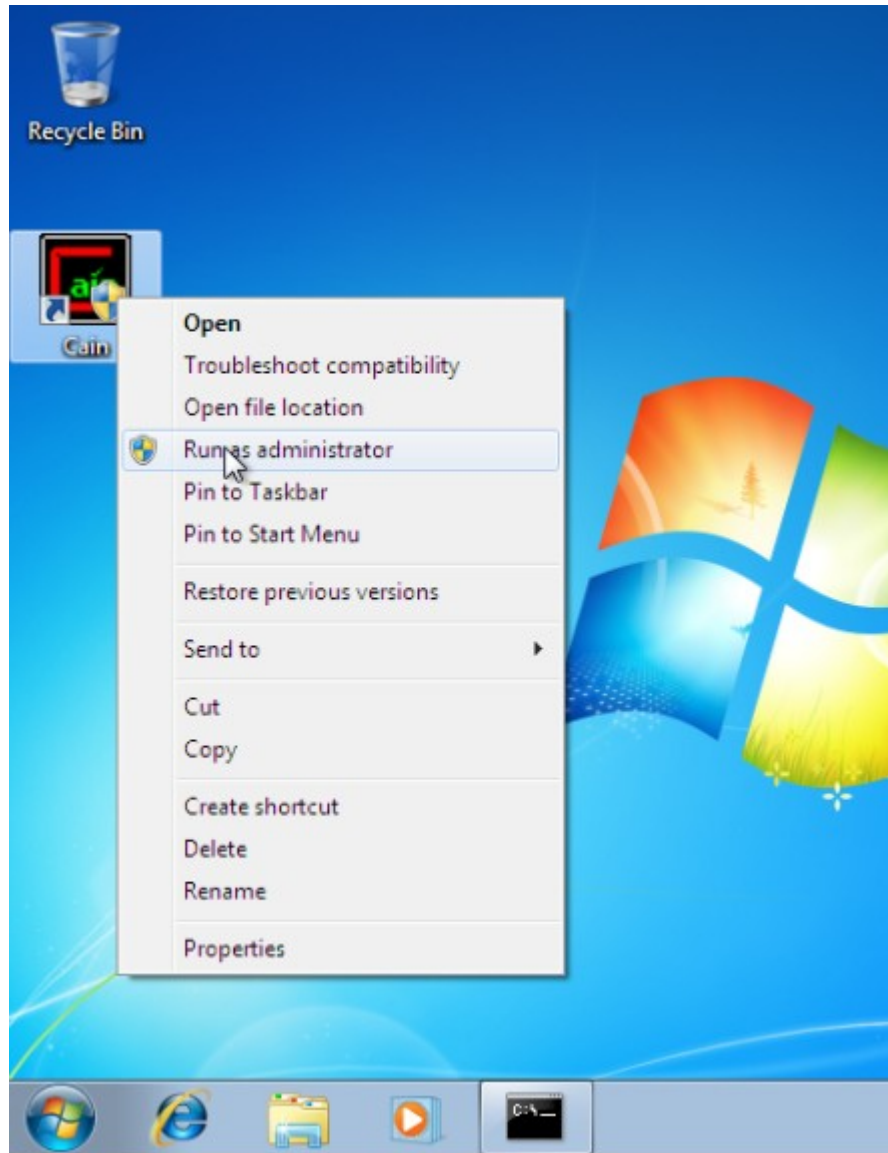 Recycle Bin
Cain
Open
Troubleshoot compatibility
Open file location
Run as administrator
Pin to Taskbar
Pin to Start Menu
Restore previous versions
Send to
Cut
Copy
Create shortcut
Delete
Rename
Properties
C:\